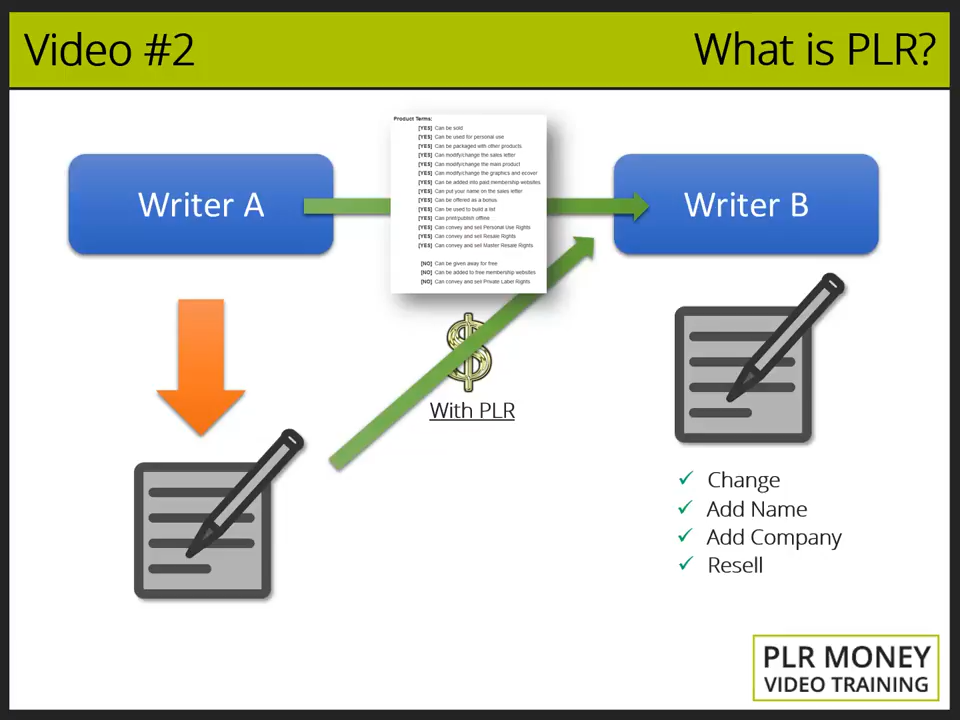 Video #2
What is PLR?
Product Terms:
[YES] Can be sold
[YES] Can be used for personal use
[YES] Can be packaged with other products
[YES] Can modify/change the sales letter
[YES] Can modify/change the main product
[YES] Can modify/change the graphics and ecover
[YES] Can be added into paid membership websites
[YES] Can put your name on the sales letter
[YES] Can be offered as a bonus
[YES] Can be used to build a list
[YES] Can print/publish offline
[YES] Can convey and sell Personal Use Rights
[YES] Can convey and sell Resale Rights
[YES] Can convey and sell Master Resale Rights
[NO] Can be given away for free
[NO] Can be added to free membership websites
[NO] Can convey and sell Private Label Rights
Writer A
Writer B
With PLR
Change
Add Name
Add Company
Resell
PLR MONEY
VIDEO TRAINING